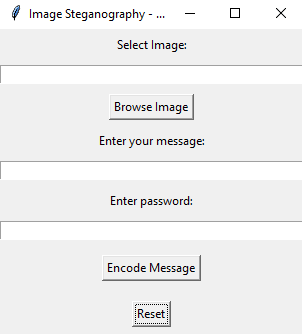 Image Steganography - ...
Select Image:
Browse Image
Enter your message:
Enter password:
Encode Message
Reset